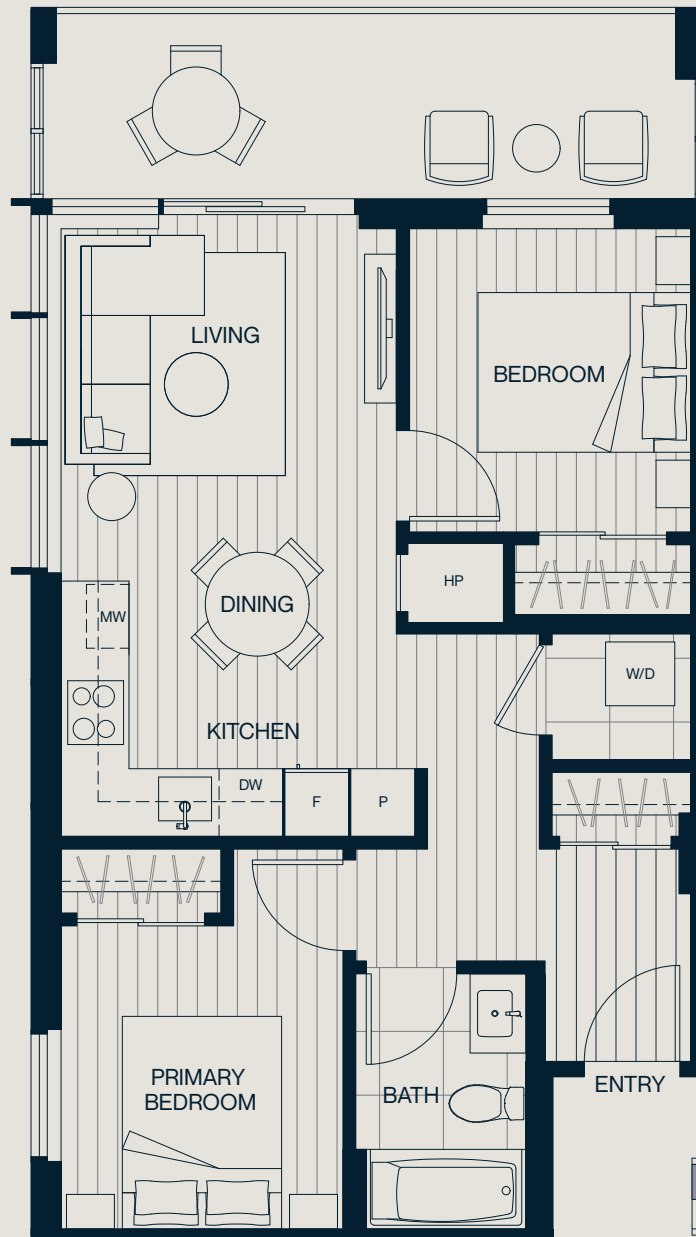 LIVING
BEDROOM
HP
DINING
MW
W/D
KITCHEN
DW
F
P
PRIMARY
BEDROOM
BATH
ENTRY